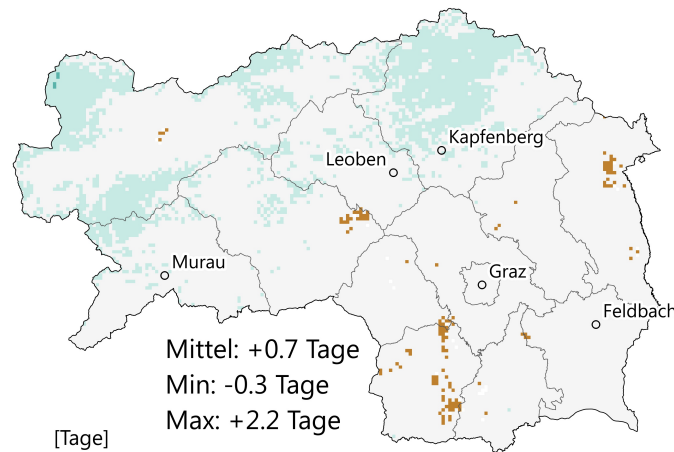 Kapfenberg
Leoben
Murau
Graz
Feldbach
Mittel: +0.7 Tage
Min: -0.3 Tage
Max: +2.2 Tage
[Tage]